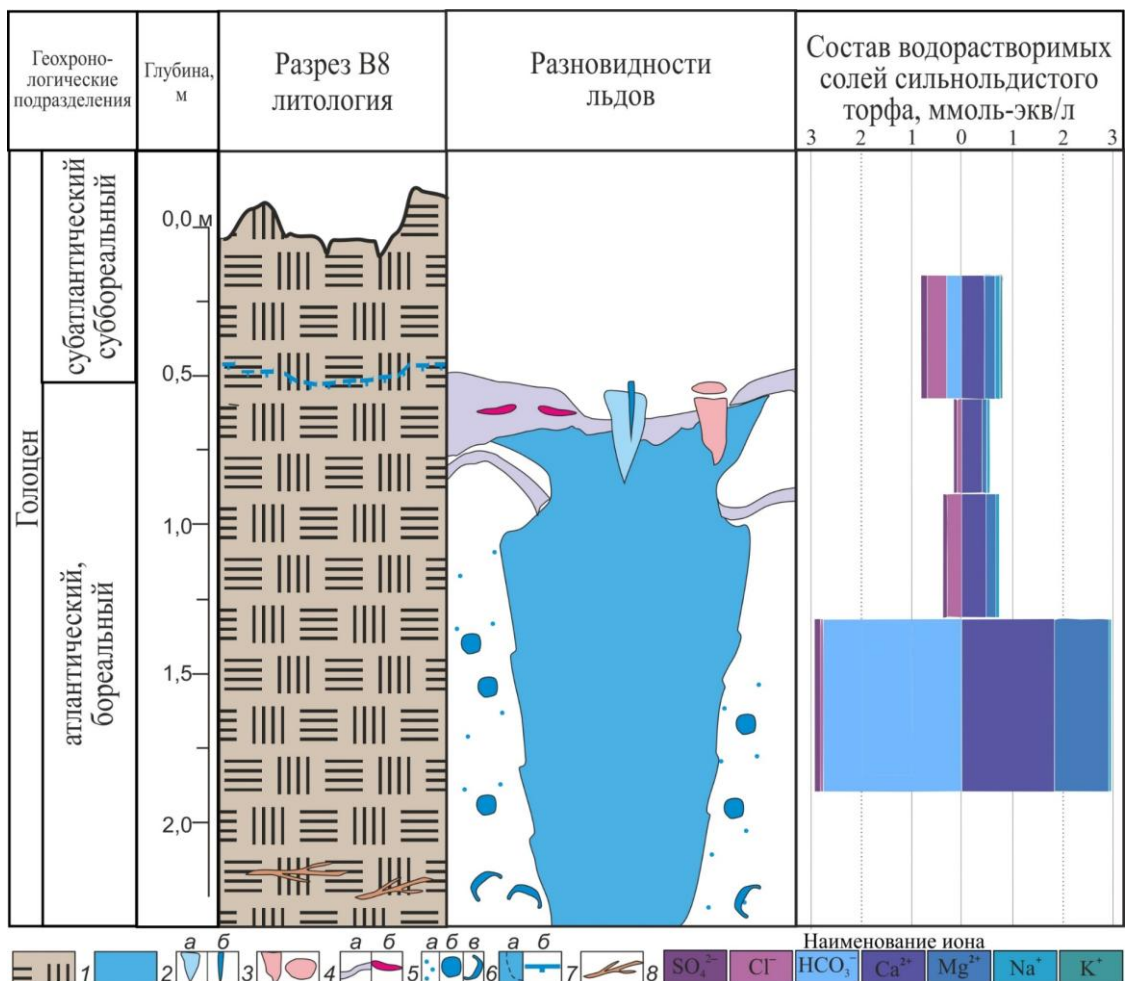 Геохроно-
логические
подразделения
Глубина,
м
Разрез В8
литология
Разновидности
льдов
Состав водорастворимых
солей сильнольдистого
торфа, ммоль-экв/л
3 2 1 0 1 2 3
Голоцен
субатлантический
суббореальный
атлантический,
бореальный
0,0 м
0,5
1,0
1,5
2,0
а б а б а б в а б
1 2 3 4 5 6 7 8
Наименование иона
SO₄²⁻ Cl⁻ HCO₃⁻ Ca²⁺ Mg²⁺ Na⁺ K⁺